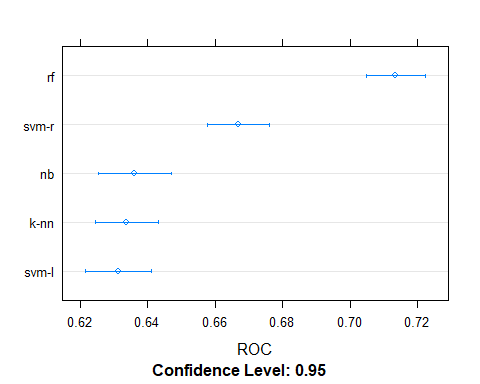 rf
svm-r
nb
k-nn
svm-l
0.62 0.64 0.66 0.68 0.70 0.72
ROC
Confidence Level: 0.95